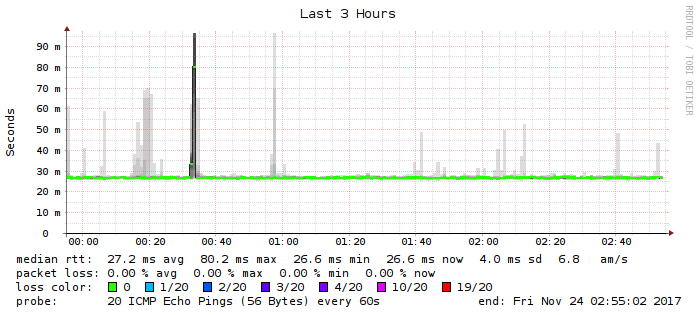 Last 3 Hours
RRDTOOL / TOBI OETIKER
Seconds
90 m
80 m
70 m
60 m
50 m
40 m
30 m
20 m
10 m
0
00:00 00:20 00:40 01:00 01:20 01:40 02:00 02:20 02:40
median rtt: 27.2 ms avg 80.2 ms max 26.6 ms min 26.6 ms now 4.0 ms sd 6.8 am/s
packet loss: 0.00 % avg 0.00 % max 0.00 % min 0.00 % now
loss color: 0 1/20 2/20 3/20 4/20 10/20 19/20
probe: 20 ICMP Echo Pings (56 Bytes) every 60s end: Fri Nov 24 02:55:02 2017